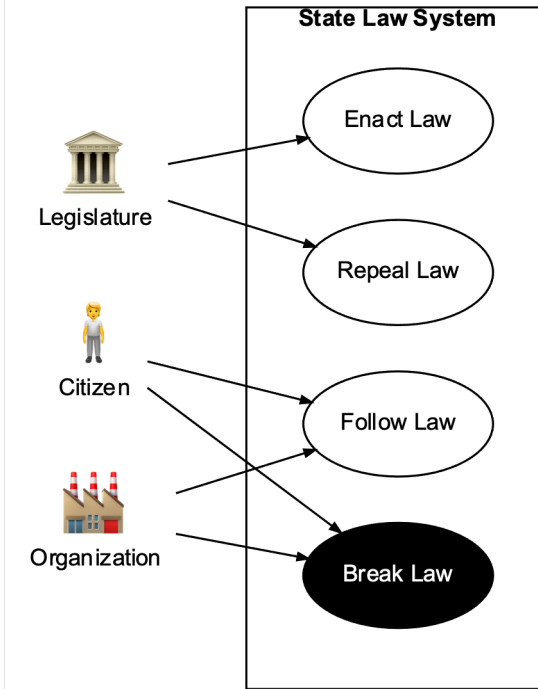 State Law System
Enact Law
Legislature
Repeal Law
Citizen
Follow Law
Organization
Break Law